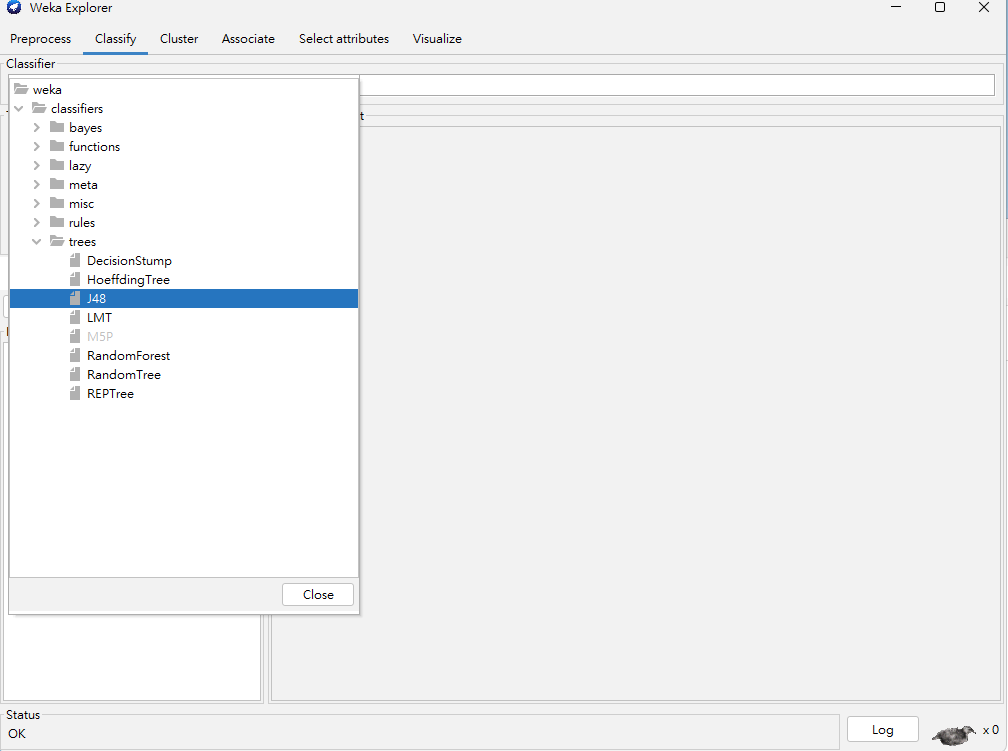 Weka Explorer
Preprocess Classify Cluster Associate Select attributes Visualize
Classifier
weka
classifiers
t
bayes
functions
lazy
meta
misc
rules
trees
DecisionStump
HoeffdingTree
J48
LMT
M5P
RandomForest
RandomTree
REPTree
Close
Status
OK
Log
x 0